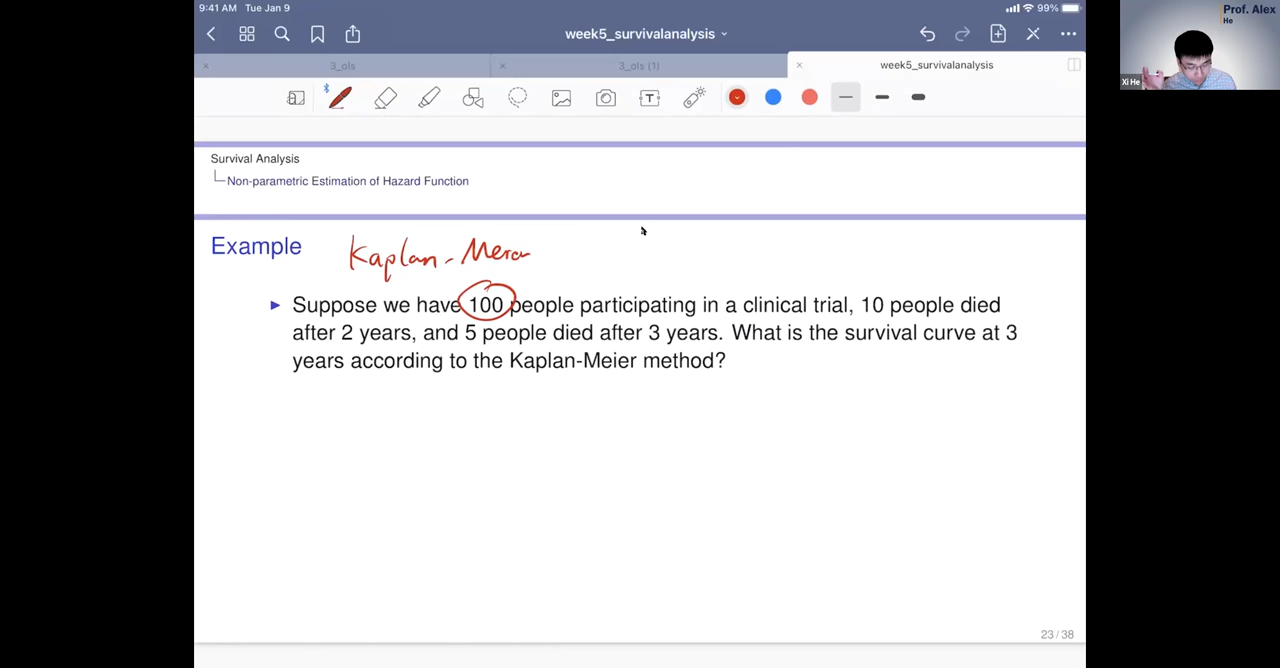 9:41 AM Tue Jan 9
99%
week5_survivalanalysis
3_ols
3_ols (1)
week5_survivalanalysis
T
Prof. Alex
He
Xi He
Survival Analysis
Non-parametric Estimation of Hazard Function
Example
Kaplan - Meier
Suppose we have 100 people participating in a clinical trial, 10 people died
after 2 years, and 5 people died after 3 years. What is the survival curve at 3
years according to the Kaplan-Meier method?
23 / 38